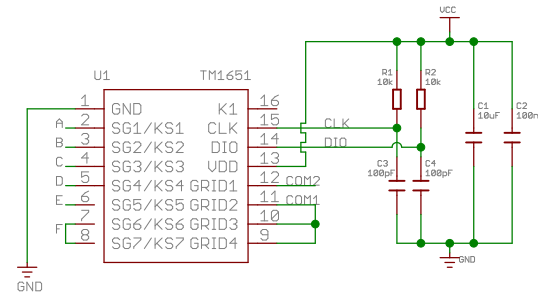 VCC
U1 TM1651
R1 10k
R2 10k
C1 10uF
C2 100n
1 GND K1 16
A 2 SG1/KS1 CLK 15 CLK
B 3 SG2/KS2 DIO 14 DIO
C 4 SG3/KS3 VDD 13
D 5 SG4/KS4 GRID1 12 COM2
E 6 SG5/KS5 GRID2 11 COM1
7 SG6/KS6 GRID3 10
F
8 SG7/KS7 GRID4 9
C3 100pF
C4 100pF
GND
GND